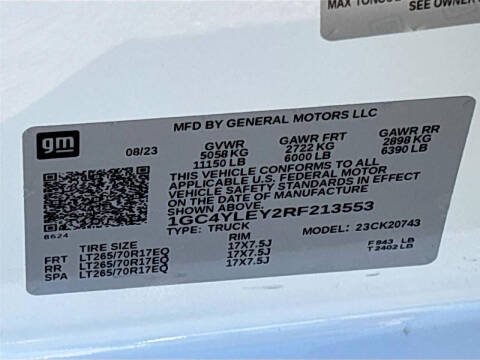 MAX TONGUE
SEE OWNER
gm
MFD BY GENERAL MOTORS LLC
08/23 GVWR GAWR FRT GAWR RR
5058 KG 2722 KG 2898 KG
11150 LB 6000 LB 6390 LB
THIS VEHICLE CONFORMS TO ALL
APPLICABLE U.S. FEDERAL MOTOR
VEHICLE SAFETY STANDARDS IN EFFECT
ON THE DATE OF MANUFACTURE
SHOWN ABOVE.
1GC4YLEY2RF213553
8624 TYPE: TRUCK MODEL: 23CK20743
TIRE SIZE RIM
FRT LT265/70R17EQ 17X7.5J F 843 LB
RR LT265/70R17EQ 17X7.5J T 2402 LB
SPA LT265/70R17EQ 17X7.5J